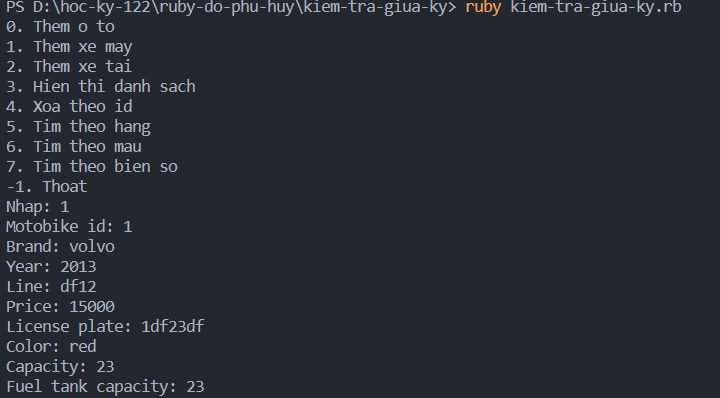 PS D:\hoc-ky-122\ruby-do-phu-huy\kiem-tra-giua-ky> ruby kiem-tra-giua-ky.rb
0. Them o to
1. Them xe may
2. Them xe tai
3. Hien thi danh sach
4. Xoa theo id
5. Tim theo hang
6. Tim theo mau
7. Tim theo bien so
-1. Thoat
Nhap: 1
Motobike id: 1
Brand: volvo
Year: 2013
Line: df12
Price: 15000
License plate: 1df23df
Color: red
Capacity: 23
Fuel tank capacity: 23